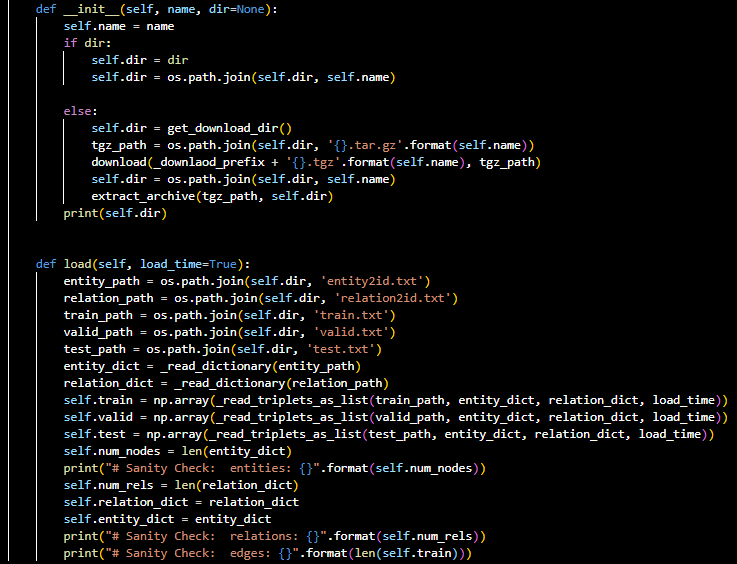 def __init__(self, name, dir=None):
self.name = name
if dir:
self.dir = dir
self.dir = os.path.join(self.dir, self.name)
else:
self.dir = get_download_dir()
tgz_path = os.path.join(self.dir, '{}.tar.gz'.format(self.name))
download(_downlaod_prefix + '{}.tgz'.format(self.name), tgz_path)
self.dir = os.path.join(self.dir, self.name)
extract_archive(tgz_path, self.dir)
print(self.dir)
def load(self, load_time=True):
entity_path = os.path.join(self.dir, 'entity2id.txt')
relation_path = os.path.join(self.dir, 'relation2id.txt')
train_path = os.path.join(self.dir, 'train.txt')
valid_path = os.path.join(self.dir, 'valid.txt')
test_path = os.path.join(self.dir, 'test.txt')
entity_dict = _read_dictionary(entity_path)
relation_dict = _read_dictionary(relation_path)
self.train = np.array(_read_triplets_as_list(train_path, entity_dict, relation_dict, load_time))
self.valid = np.array(_read_triplets_as_list(valid_path, entity_dict, relation_dict, load_time))
self.test = np.array(_read_triplets_as_list(test_path, entity_dict, relation_dict, load_time))
self.num_nodes = len(entity_dict)
print("# Sanity Check:  entities: {}".format(self.num_nodes))
self.num_rels = len(relation_dict)
self.relation_dict = relation_dict
self.entity_dict = entity_dict
print("# Sanity Check:  relations: {}".format(self.num_rels))
print("# Sanity Check:  edges: {}".format(len(self.train)))